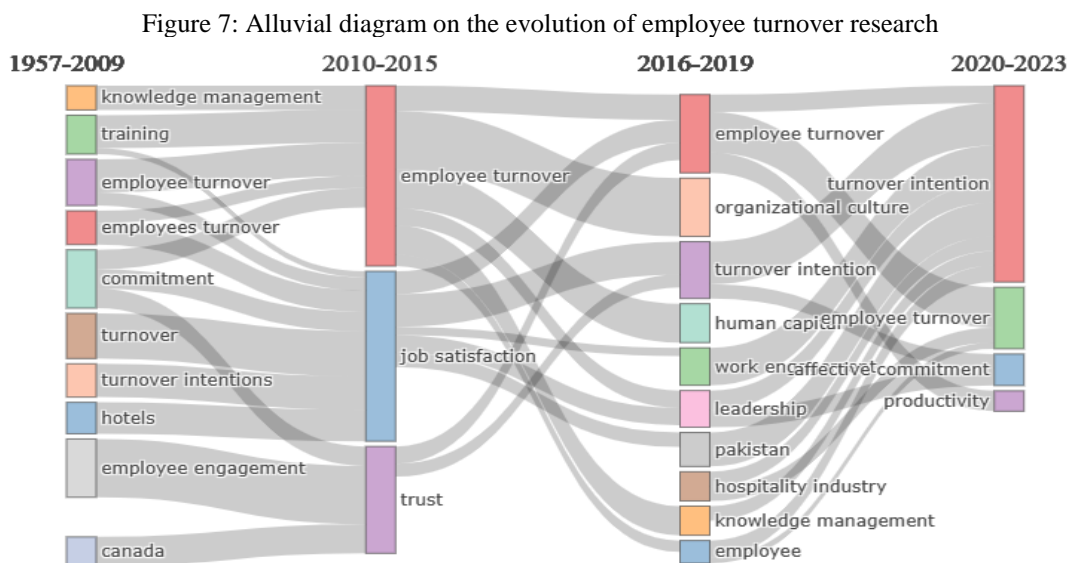 Figure 7: Alluvial diagram on the evolution of employee turnover research
1957–2009
2010–2015
2016–2019
2020–2023
knowledge management
training
employee turnover
employees turnover
commitment
turnover
turnover intentions
hotels
employee engagement
canada
employee turnover
job satisfaction
trust
employee turnover
organizational culture
turnover intention
human capital
work engagement
leadership
pakistan
hospitality industry
knowledge management
employee
turnover intention
employee turnover
affective commitment
productivity